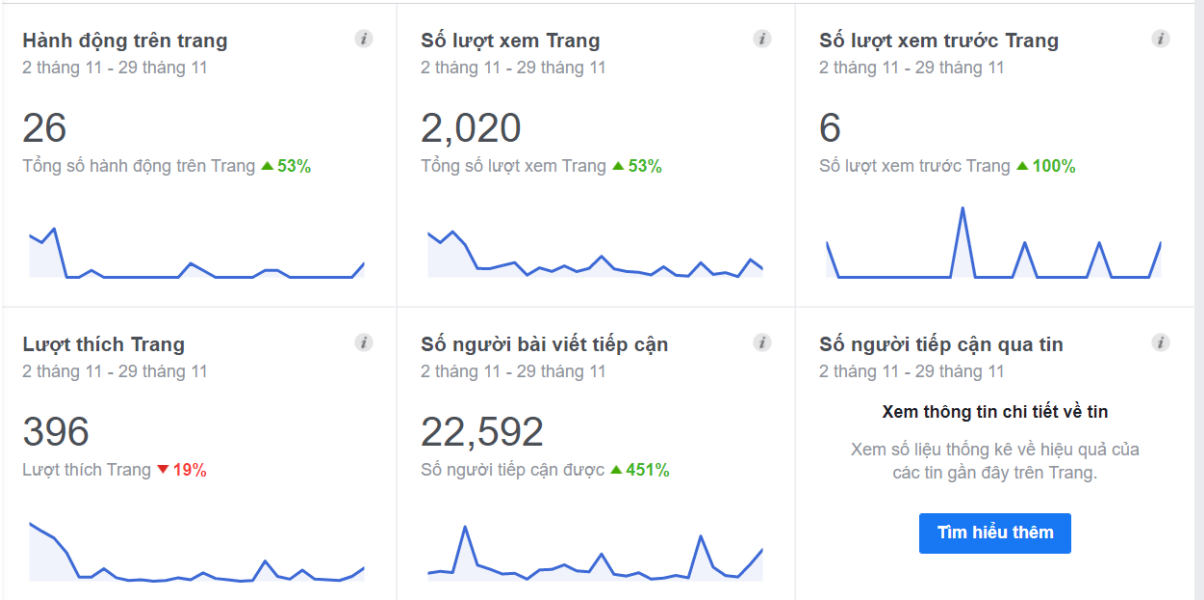 Hành động trên trang
2 tháng 11 - 29 tháng 11
26
Tổng số hành động trên Trang ▲ 53%
Số lượt xem Trang
2 tháng 11 - 29 tháng 11
2,020
Tổng số lượt xem Trang ▲ 53%
Số lượt xem trước Trang
2 tháng 11 - 29 tháng 11
6
Số lượt xem trước Trang ▲ 100%
Lượt thích Trang
2 tháng 11 - 29 tháng 11
396
Lượt thích Trang ▼ 19%
Số người bài viết tiếp cận
2 tháng 11 - 29 tháng 11
22,592
Số người tiếp cận được ▲ 451%
Số người tiếp cận qua tin
2 tháng 11 - 29 tháng 11
Xem thông tin chi tiết về tin
Xem số liệu thống kê về hiệu quả của
các tin gần đây trên Trang.
Tìm hiểu thêm